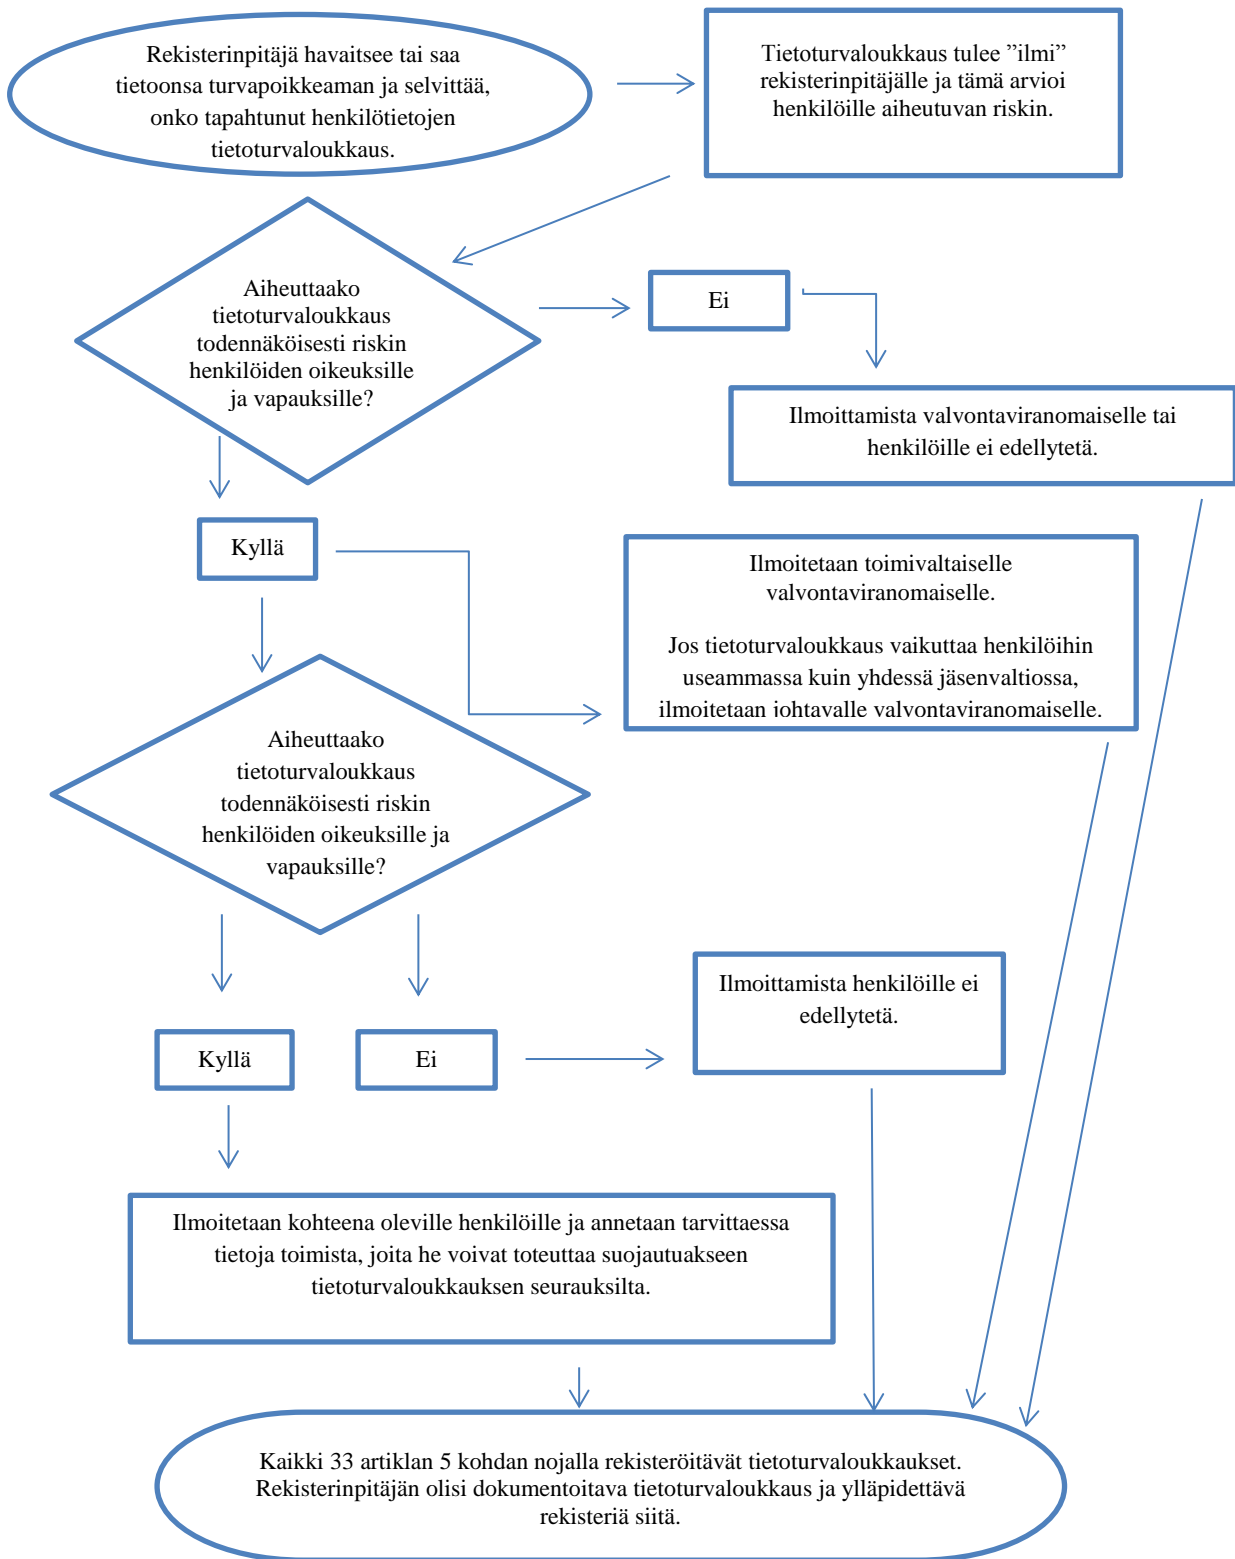 Rekisterinpitäjä havaitsee tai saa
tietoonsa turvapoikkeaman ja selvittää,
onko tapahtunut henkilötietojen
tietoturvaloukkaus.
Tietoturvaloukkaus tulee ”ilmi”
rekisterinpitäjälle ja tämä arvioi
henkilöille aiheutuvan riskin.
Aiheuttaako
tietoturvaloukkaus
todennäköisesti riskin
henkilöiden oikeuksille
ja vapauksille?
Ei
Ilmoittamista valvontaviranomaiselle tai
henkilöille ei edellytetä.
Kyllä
Ilmoitetaan toimivaltaiselle
valvontaviranomaiselle.
Jos tietoturvaloukkaus vaikuttaa henkilöihin
useammassa kuin yhdessä jäsenvaltiossa,
ilmoitetaan johtavalle valvontaviranomaiselle.
Aiheuttaako
tietoturvaloukkaus
todennäköisesti riskin
henkilöiden oikeuksille ja
vapauksille?
Ilmoittamista henkilöille ei
edellytetä.
Kyllä
Ei
Ilmoitetaan kohteena oleville henkilöille ja annetaan tarvittaessa
tietoja toimista, joita he voivat toteuttaa suojautuakseen
tietoturvaloukkauksen seurauksilta.
Kaikki 33 artiklan 5 kohdan nojalla rekisteröitävät tietoturvaloukkaukset.
Rekisterinpitäjän olisi dokumentoitava tietoturvaloukkaus ja ylläpidettävä
rekisteriä siitä.